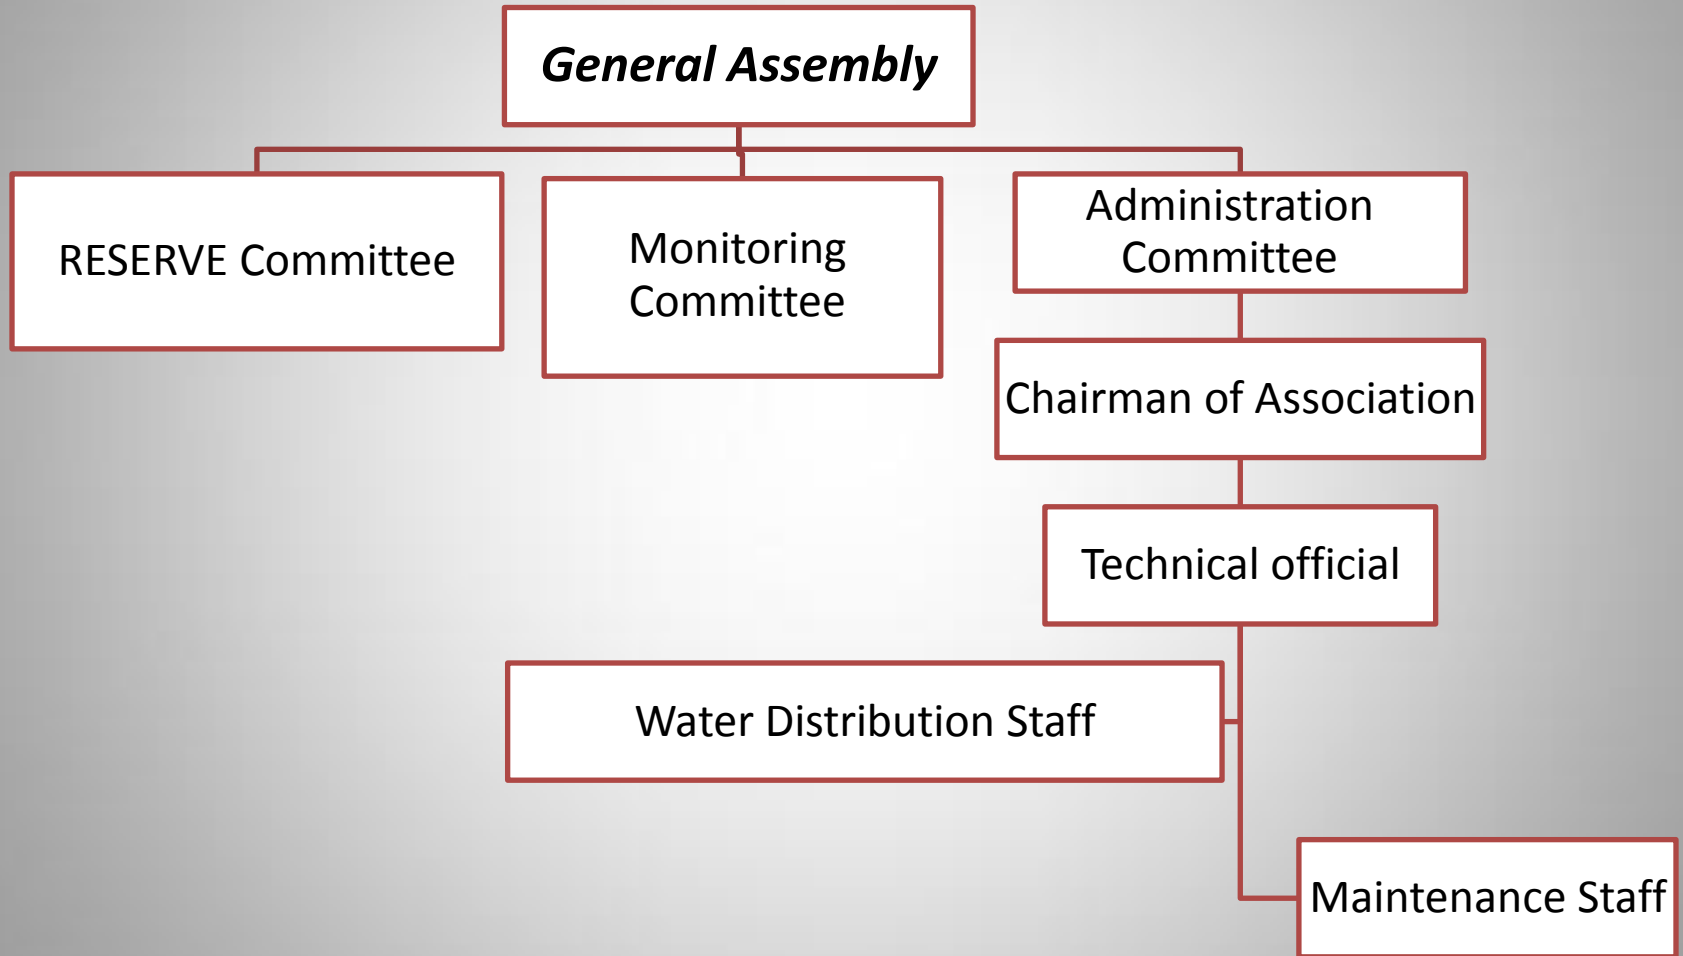 General Assembly
RESERVE Committee
Monitoring
Committee
Administration
Committee
Chairman of Association
Technical official
Water Distribution Staff
Maintenance Staff